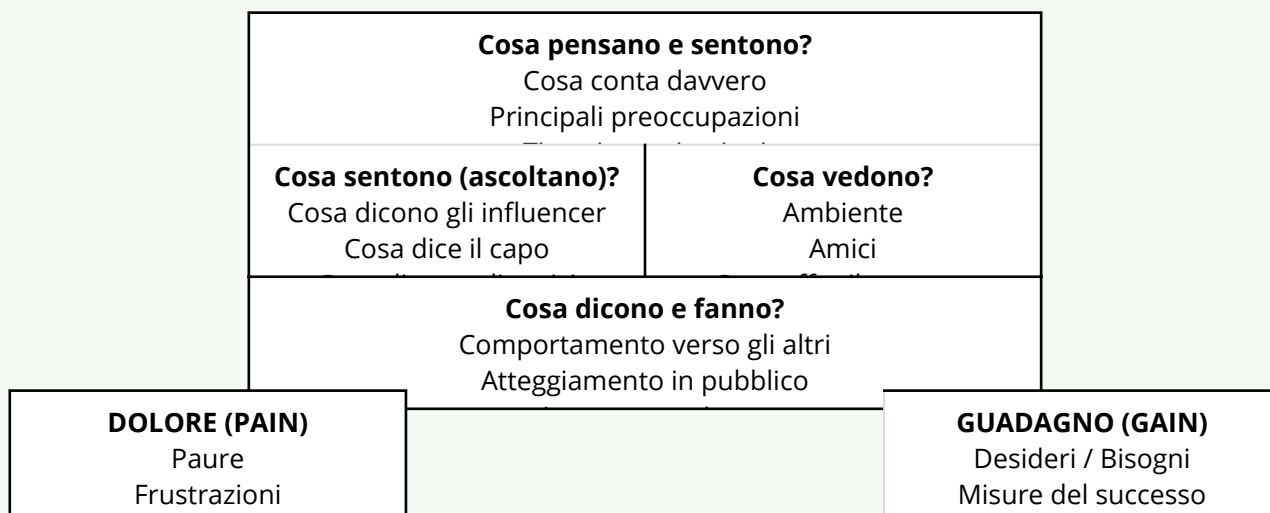 Cosa pensano e sentono?
Cosa conta davvero
Principali preoccupazioni
Cosa sentono (ascoltano)?
Cosa dicono gli influencer
Cosa dice il capo
Cosa vedono?
Ambiente
Amici
Cosa dicono e fanno?
Comportamento verso gli altri
Atteggiamento in pubblico
DOLORE (PAIN)
Paure
Frustrazioni
GUADAGNO (GAIN)
Desideri / Bisogni
Misure del successo